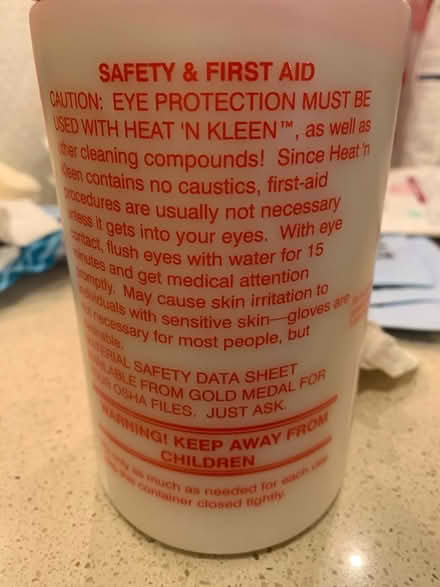 SAFETY & FIRST AID
CAUTION: EYE PROTECTION MUST BE
USED WITH HEAT 'N KLEEN™, as well as
other cleaning compounds! Since Heat 'n
Kleen contains no caustics, first-aid
procedures are usually not necessary
unless it gets into your eyes. With eye
contact, flush eyes with water for 15
minutes and get medical attention
promptly. May cause skin irritation to
individuals with sensitive skin—gloves are
not necessary for most people, but
MATERIAL SAFETY DATA SHEET
AVAILABLE FROM GOLD MEDAL FOR
YOUR OSHA FILES. JUST ASK.
WARNING! KEEP AWAY FROM
CHILDREN
only as much as needed for each use
container closed tightly.